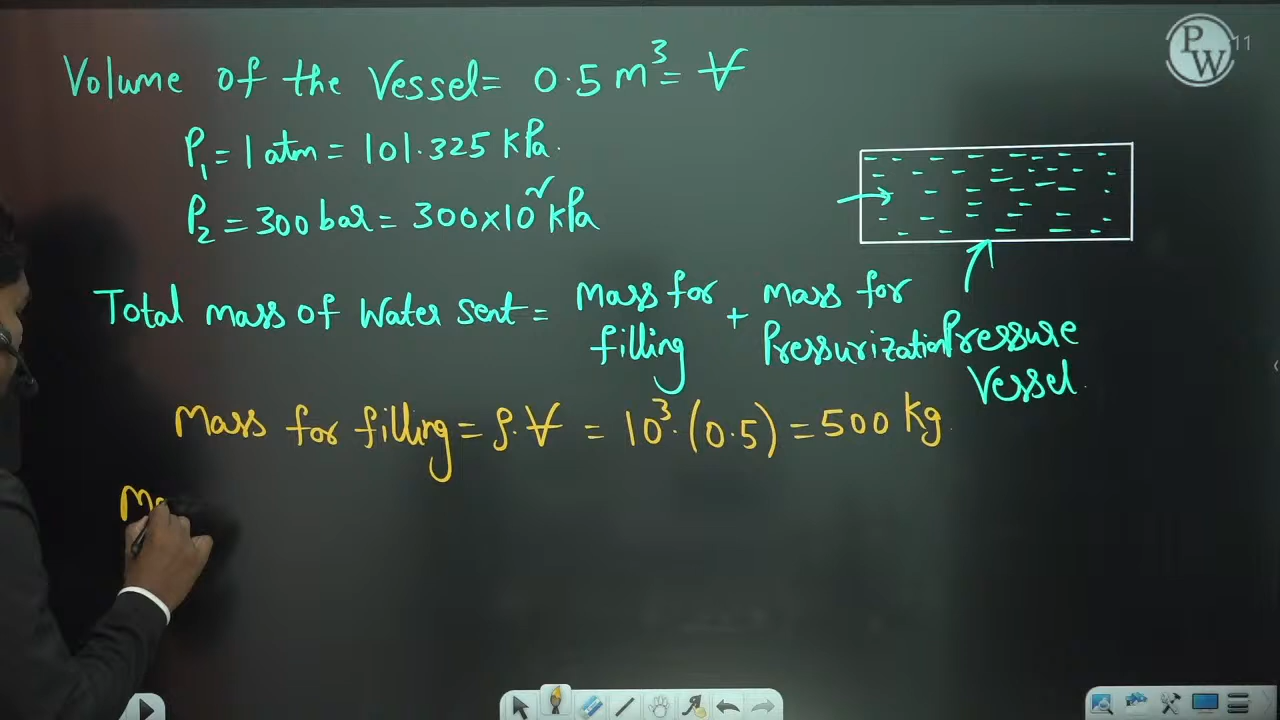 PW 11
Volume of the Vessel = 0.5 m³ = V
P₁ = 1 atm = 101.325 kPa.
P₂ = 300 bar = 300×10² kPa
Total mass of Water sent = Mass for filling + Mass for Pressurization
Pressure
Vessel.
Mass for filling = ρ.V = 10³.(0.5) = 500 Kg.
Ma